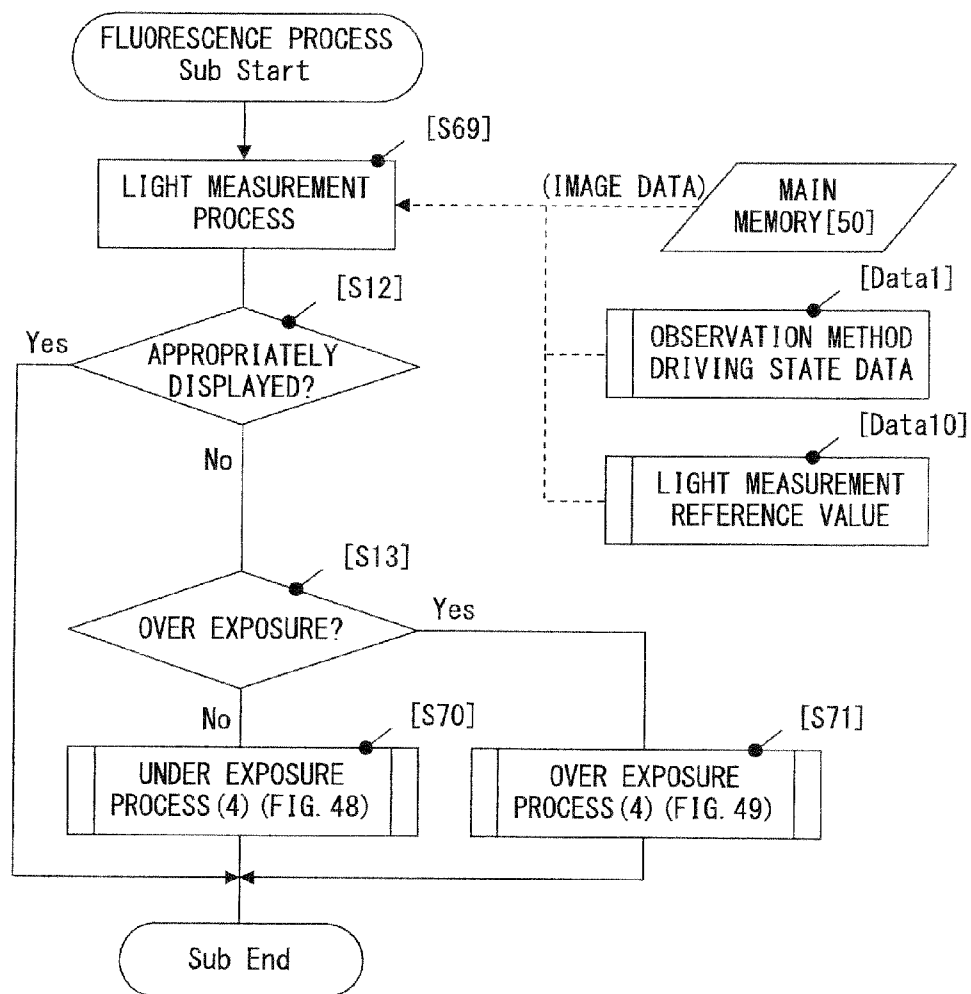 FLUORESCENCE PROCESS
Sub Start
[S69]
LIGHT MEASUREMENT
PROCESS
(IMAGE DATA)
MAIN
MEMORY[50]
[S12]
[Data1]
Yes
APPROPRIATELY
DISPLAYED?
OBSERVATION METHOD
DRIVING STATE DATA
No
[Data10]
LIGHT MEASUREMENT
REFERENCE VALUE
[S13]
OVER EXPOSURE?
Yes
No
[S70]
[S71]
UNDER EXPOSURE
PROCESS(4)(FIG. 48)
OVER EXPOSURE
PROCESS(4)(FIG. 49)
Sub End